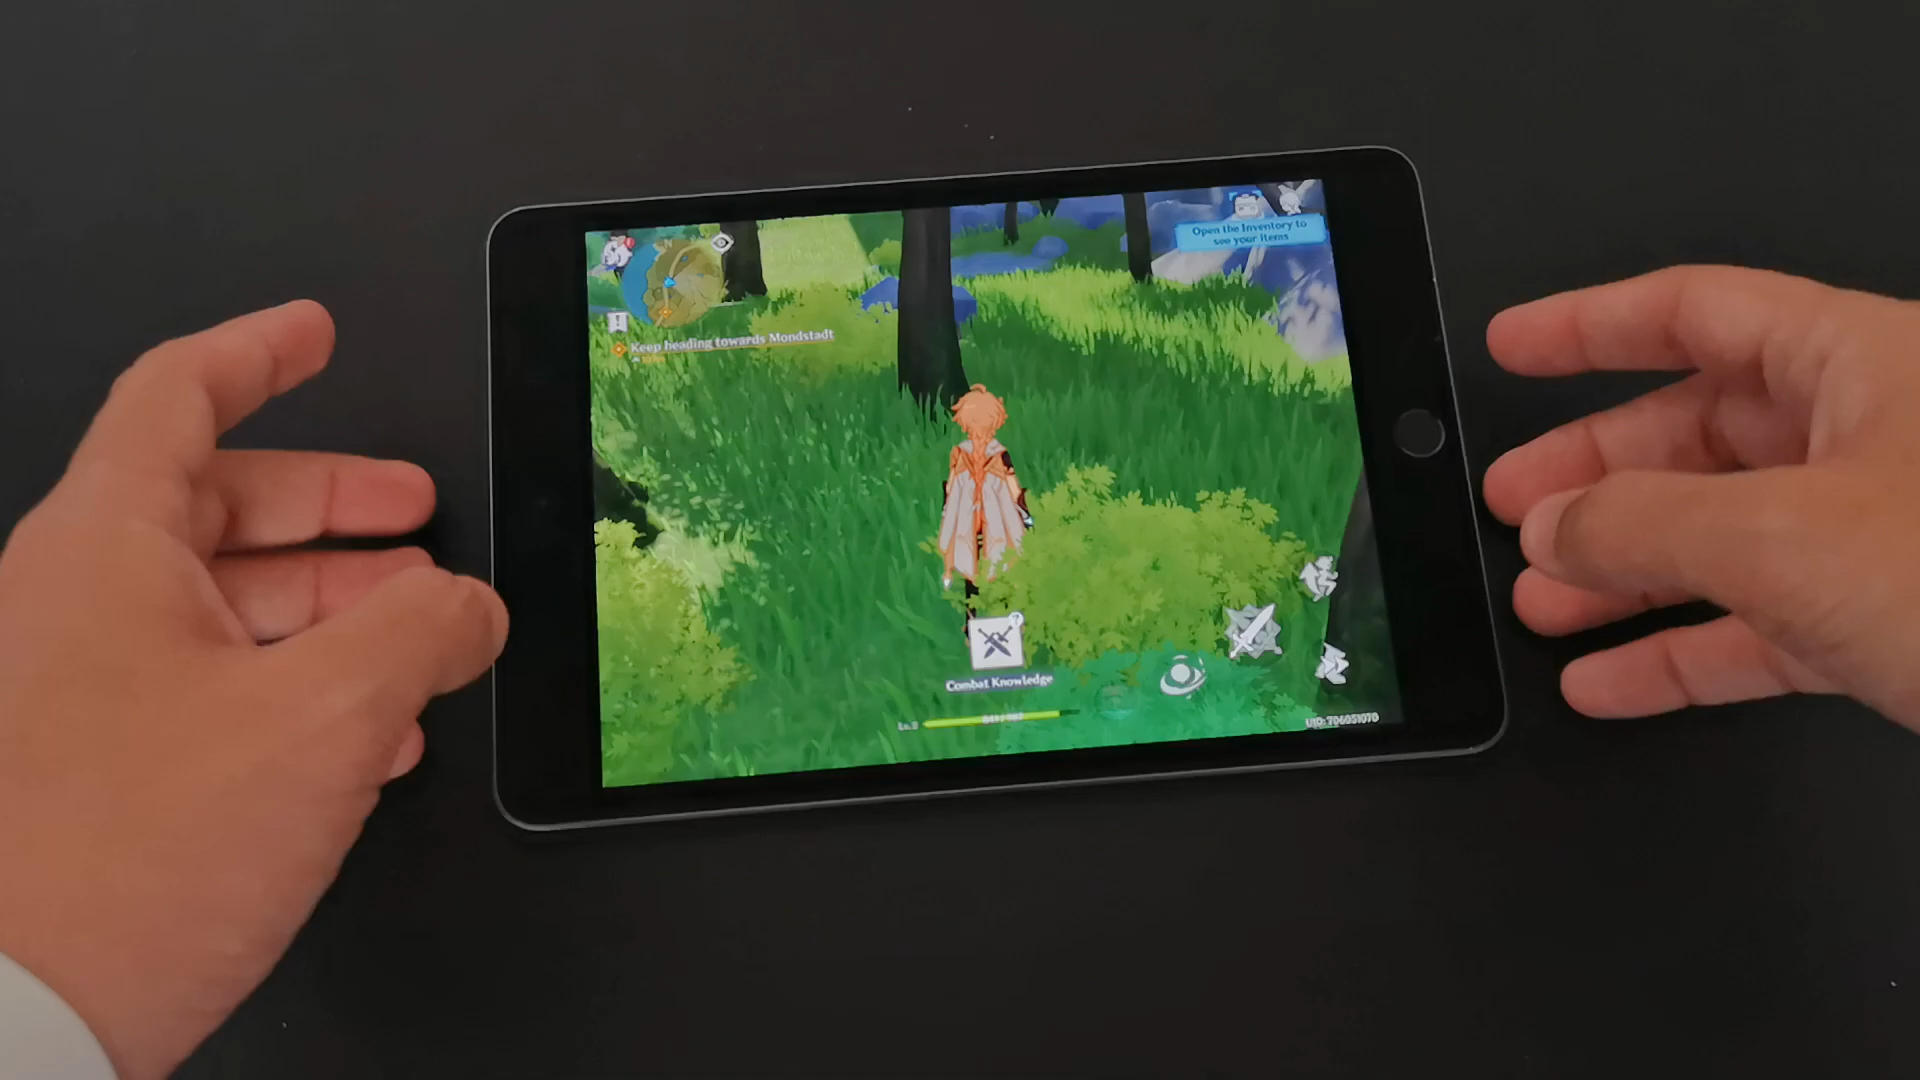 Open the Inventory to
see your items
Keep heading towards Mondstadt
Combat Knowledge
UID: 706051070